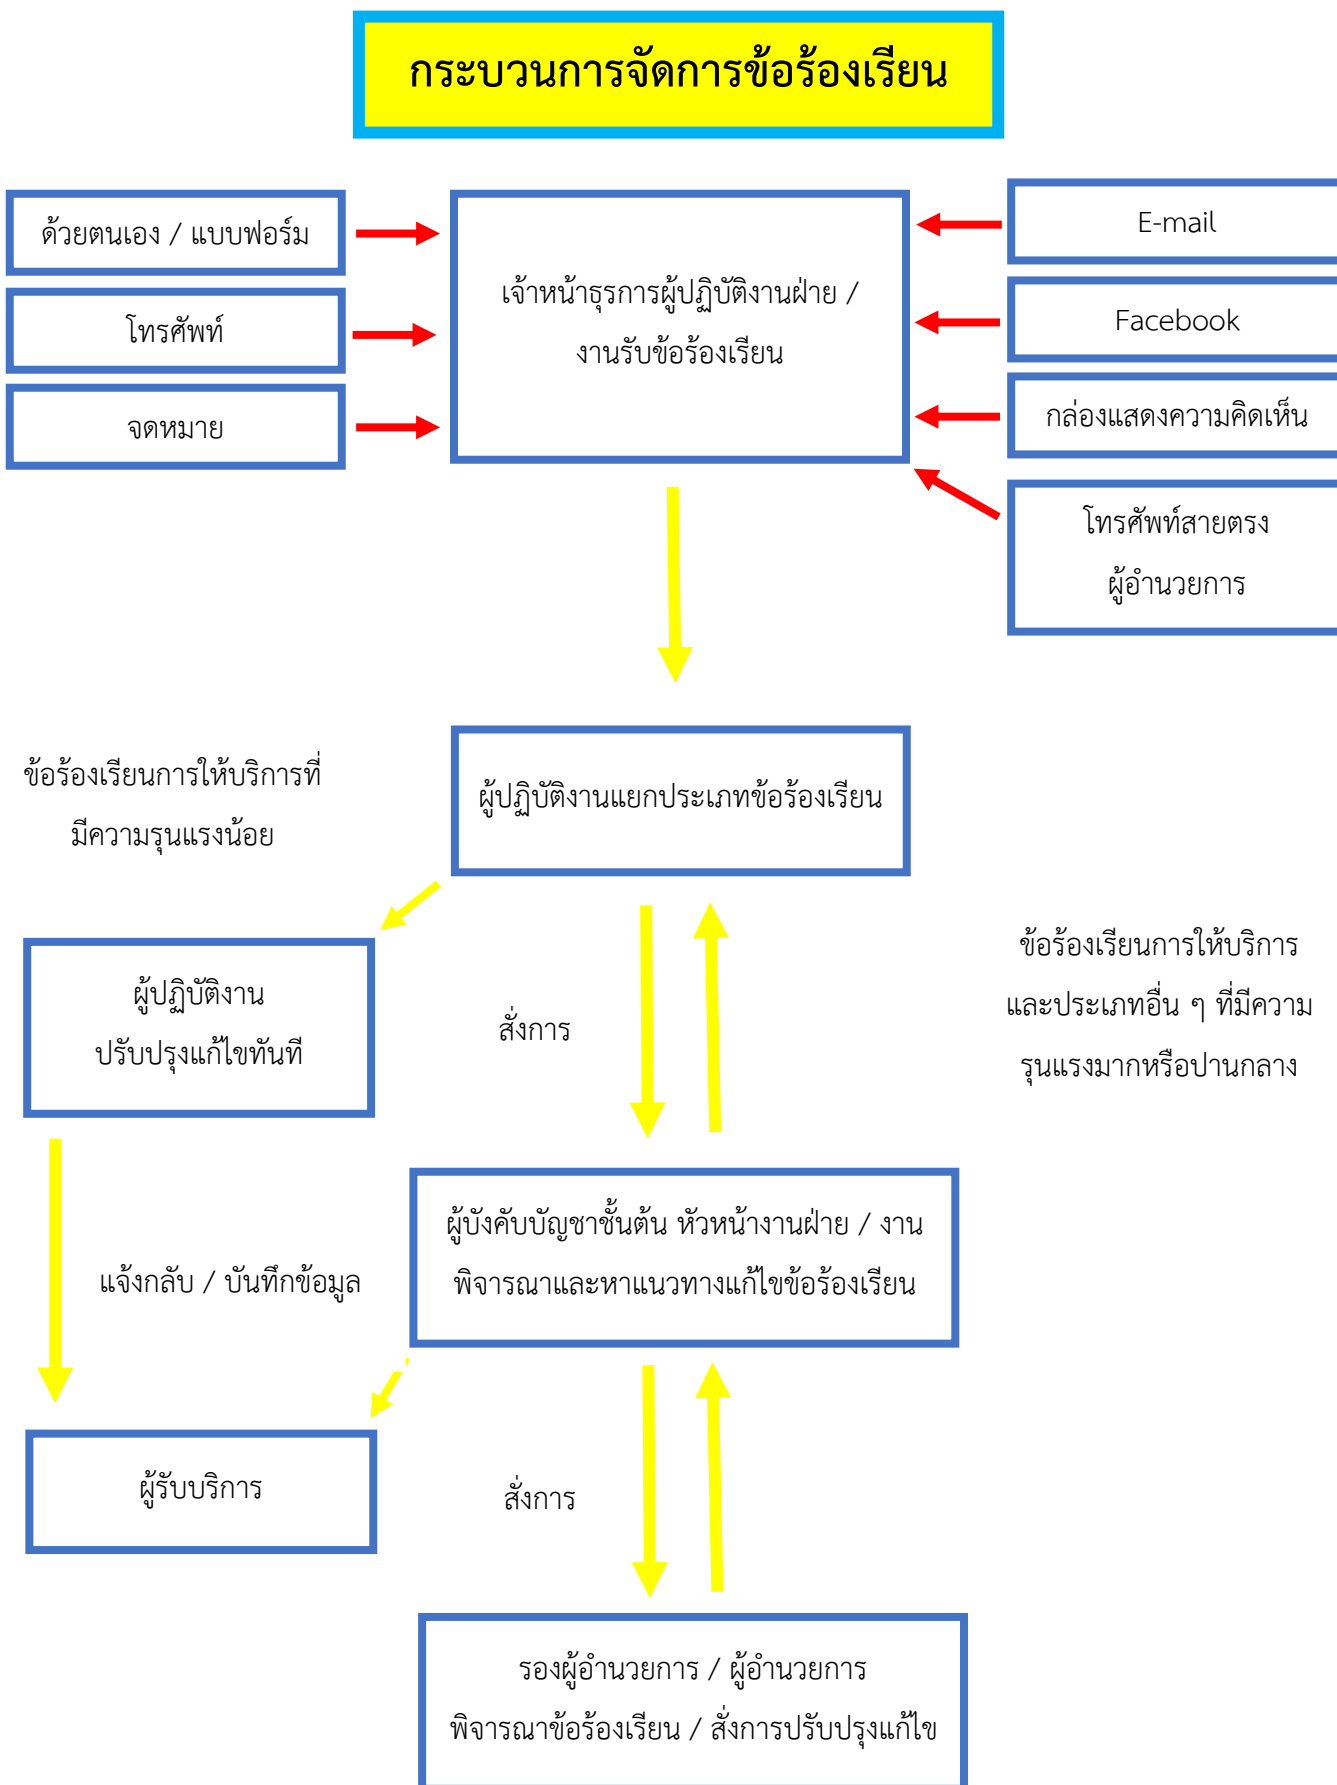 กระบวนการจัดการข้อร้องเรียน
ด้วยตนเอง / แบบฟอร์ม
โทรศัพท์
จดหมาย
เจ้าหน้าธุรการผู้ปฏิบัติงานฝ่าย /
งานรับข้อร้องเรียน
E-mail
Facebook
กล่องแสดงความคิดเห็น
โทรศัพท์สายตรง
ผู้อำนวยการ
ข้อร้องเรียนการให้บริการที่
มีความรุนแรงน้อย
ผู้ปฏิบัติงานแยกประเภทข้อร้องเรียน
ผู้ปฏิบัติงาน
ปรับปรุงแก้ไขทันที
สั่งการ
ข้อร้องเรียนการให้บริการ
และประเภทอื่น ๆ ที่มีความ
รุนแรงมากหรือปานกลาง
แจ้งกลับ / บันทึกข้อมูล
ผู้บังคับบัญชาชั้นต้น หัวหน้างานฝ่าย / งาน
พิจารณาและหาแนวทางแก้ไขข้อร้องเรียน
ผู้รับบริการ
สั่งการ
รองผู้อำนวยการ / ผู้อำนวยการ
พิจารณาข้อร้องเรียน / สั่งการปรับปรุงแก้ไข